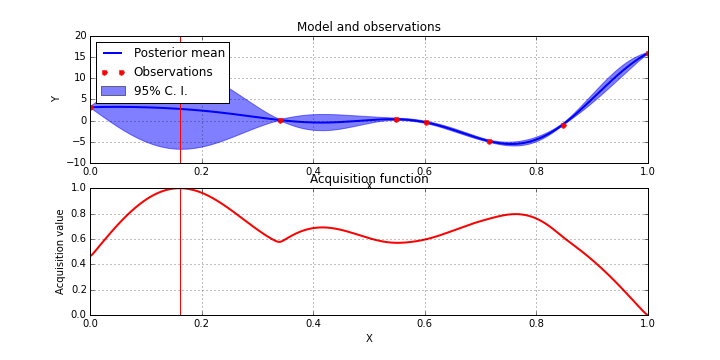 Model and observations
20
15
10
5
0
−5
−10
Y
Posterior mean
Observations
95% C. I.
0.0 0.2 0.4 0.6 0.8 1.0
X
Acquisition function
1.0
0.8
0.6
0.4
0.2
0.0
Acquisition value
0.0 0.2 0.4 0.6 0.8 1.0
X